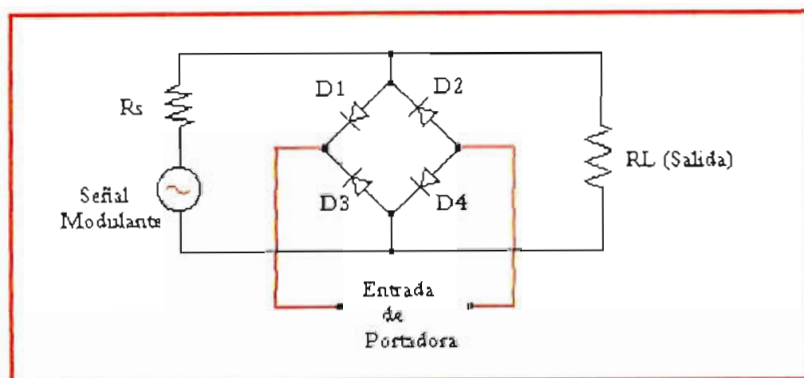 D1
D2
Rs
RL (Salida)
Señal
Modulante
D3
D4
Entrada
de
Portadora